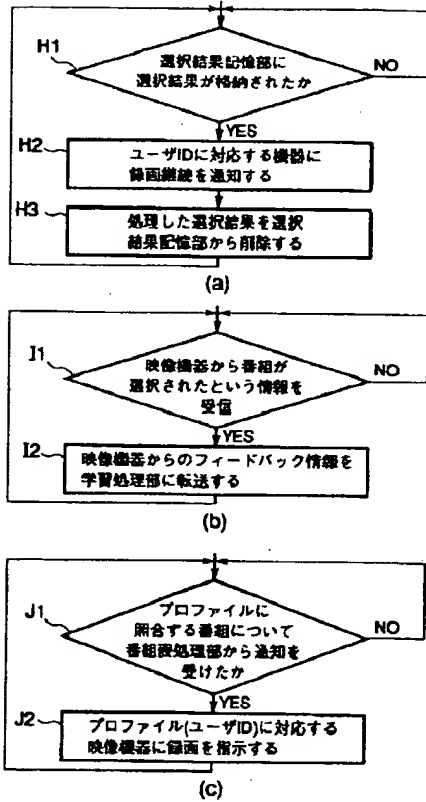 H1
選択結果記憶部に
選択結果が格納されたか
NO
YES
H2
ユーザIDに対応する機器に
録画継続を通知する
H3
処理した選択結果を選択
結果記憶部から削除する
(a)
I1
映像機器から番組が
選択されたという情報を
受信
NO
YES
I2
映像機器からのフィードバック情報を
学習処理部に転送する
(b)
J1
プロファイルに
照合する番組について
番組表処理部から通知を
受けたか
NO
YES
J2
プロファイル(ユーザID)に対応する
映像機器に録画を指示する
(c)